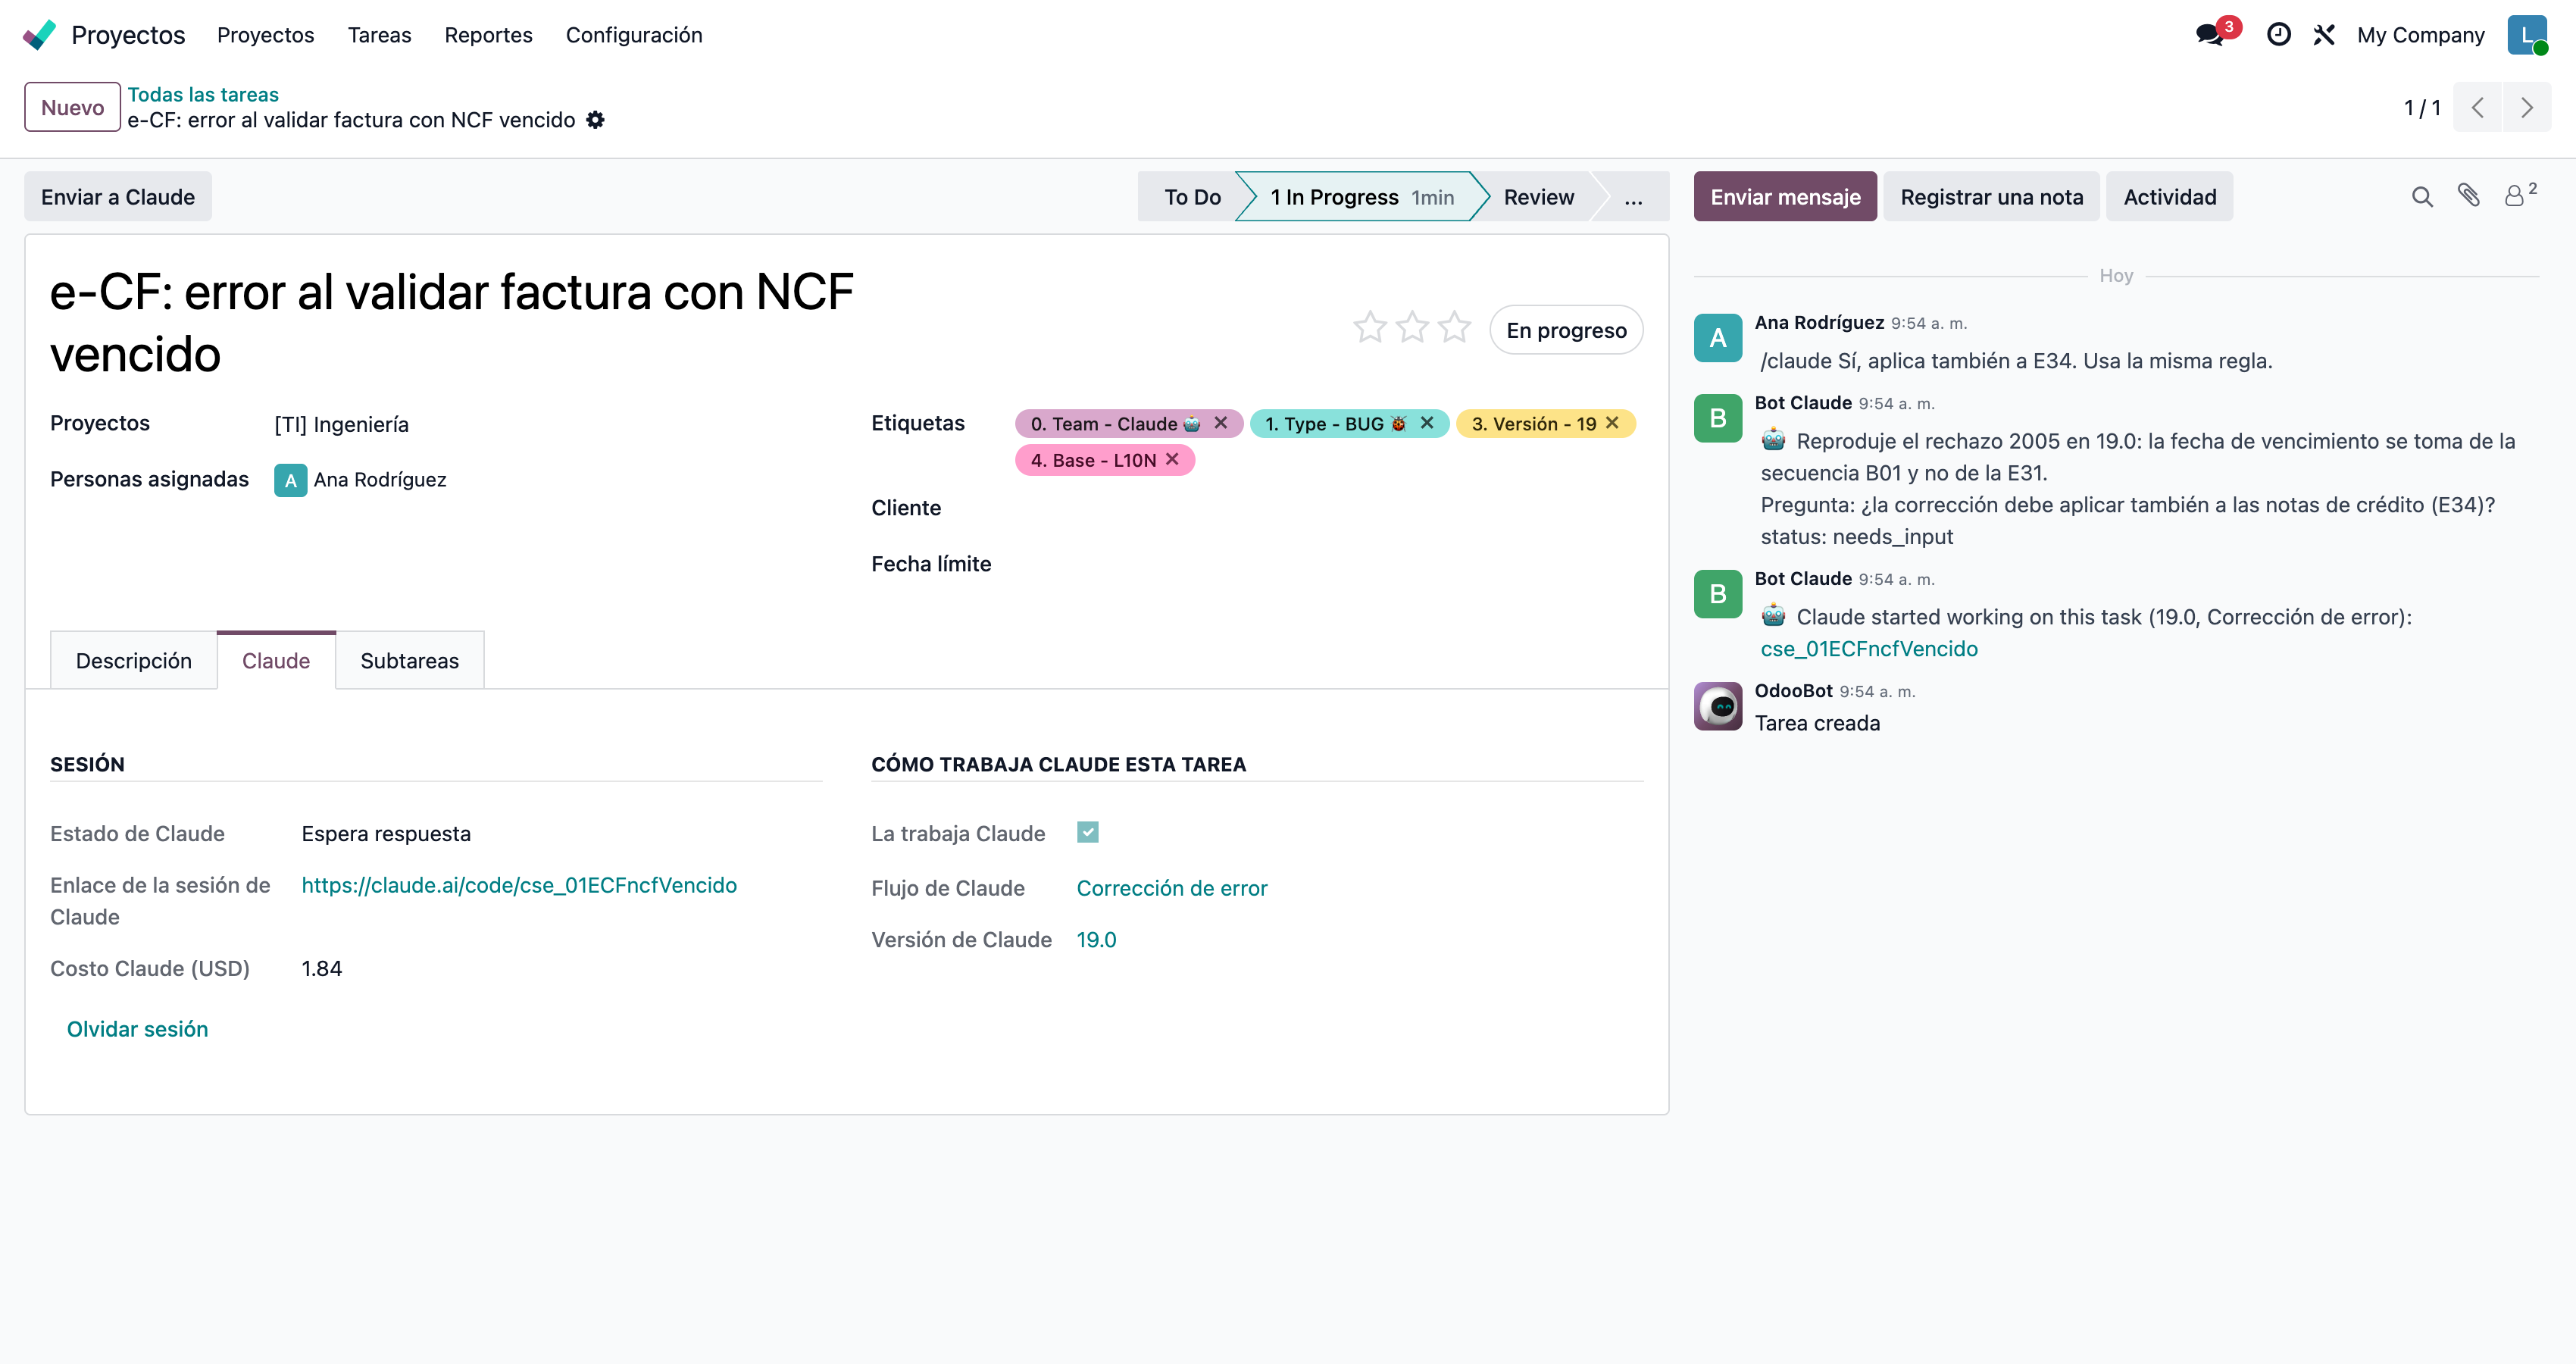 Proyectos
Proyectos
Tareas
Reportes
Configuración
3
My Company
L
Nuevo
Todas las tareas
e-CF: error al validar factura con NCF vencido
1 / 1
Enviar a Claude
To Do
1 In Progress 1min
Review
...
Enviar mensaje
Registrar una nota
Actividad
2
e-CF: error al validar factura con NCF
vencido
En progreso
Proyectos
[TI] Ingeniería
Personas asignadas
A Ana Rodríguez
Etiquetas
0. Team - Claude 🤖 ✕
1. Type - BUG 🐞 ✕
3. Versión - 19 ✕
4. Base - L10N ✕
Cliente
Fecha límite
Descripción
Claude
Subtareas
SESIÓN
Estado de Claude
Espera respuesta
Enlace de la sesión de
Claude
https://claude.ai/code/cse_01ECFncfVencido
Costo Claude (USD)
1.84
Olvidar sesión
CÓMO TRABAJA CLAUDE ESTA TAREA
La trabaja Claude
Flujo de Claude
Corrección de error
Versión de Claude
19.0
Hoy
A
Ana Rodríguez 9:54 a. m.
/claude Sí, aplica también a E34. Usa la misma regla.
B
Bot Claude 9:54 a. m.
🤖 Reproduje el rechazo 2005 en 19.0: la fecha de vencimiento se toma de la
secuencia B01 y no de la E31.
Pregunta: ¿la corrección debe aplicar también a las notas de crédito (E34)?
status: needs_input
B
Bot Claude 9:54 a. m.
🤖 Claude started working on this task (19.0, Corrección de error):
cse_01ECFncfVencido
OdooBot 9:54 a. m.
Tarea creada